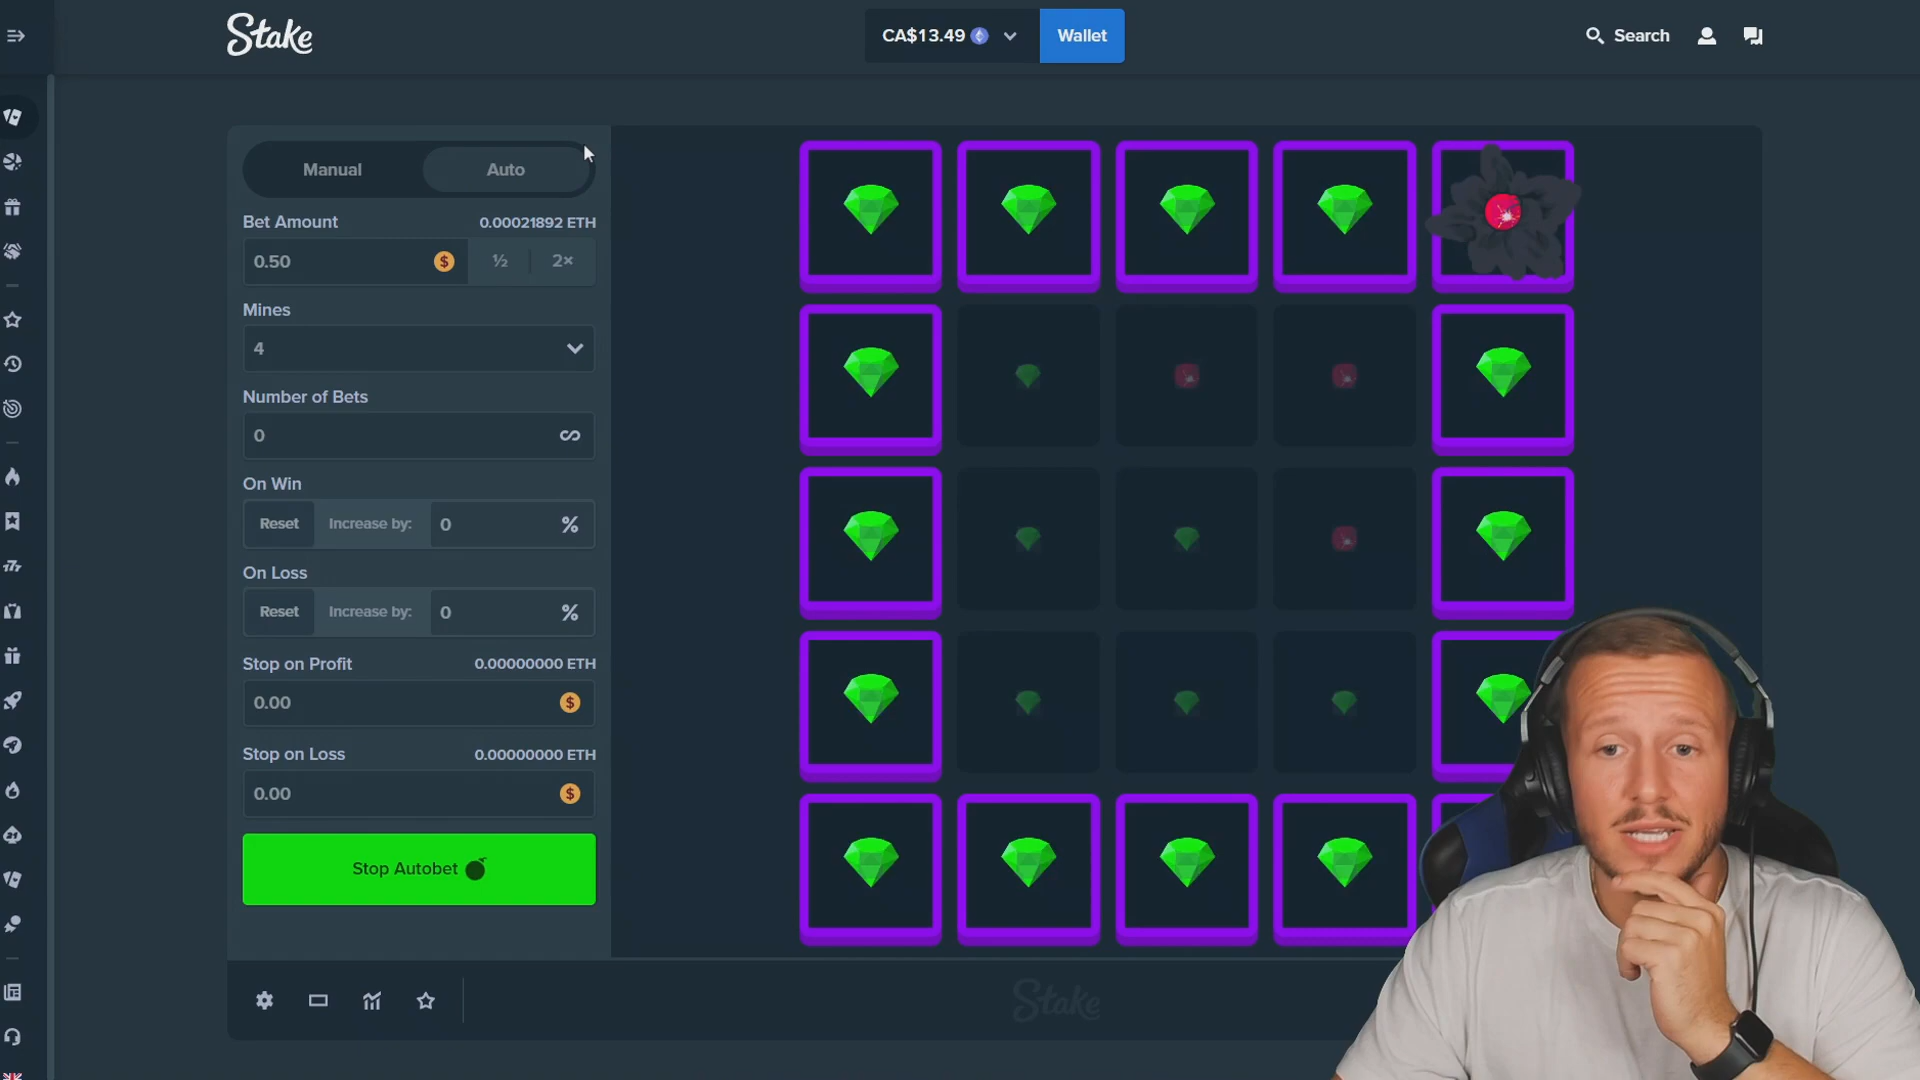 Stake
CA$13.49
Wallet
Search
Manual
Auto
Bet Amount
0.00021892 ETH
0.50
½
2×
Mines
4
Number of Bets
0
∞
On Win
Reset
Increase by:
0
%
On Loss
Reset
Increase by:
0
%
Stop on Profit
0.00000000 ETH
0.00
Stop on Loss
0.00000000 ETH
0.00
Stop Autobet
Stake